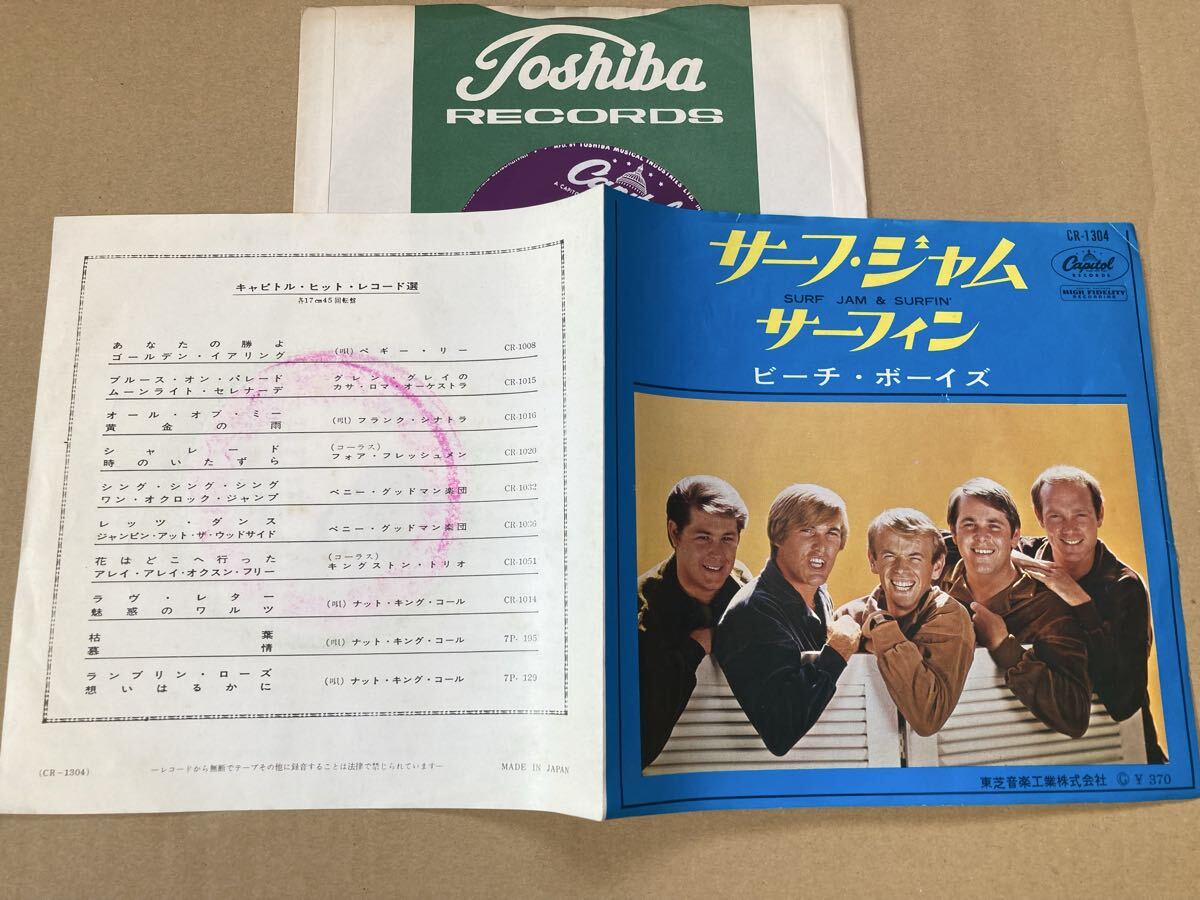 Toshiba
RECORDS
MFG. BY TOSHIBA MUSICAL INDUSTRIES LTD.
Capitol
キャピトル・ヒット・レコード選
各17cm45回転盤
あなたの勝よ
ゴールデン・イアリング
(唄) ペギー・リー
CR-1008
ブルース・オン・パレード
ムーンライト・セレナーデ
グレン・グレイの
カサ・ロマ・オーケストラ
CR-1015
オール・オブ・ミー
黄金の雨
(唄) フランク・シナトラ
CR-1016
シャレード
時のいたずら
(コーラス)
フォア・フレッシュメン
CR-1020
シング・シング・シング
ワン・オクロック・ジャンプ
ベニー・グッドマン楽団
CR-1032
レッツ・ダンス
ジャンピン・アット・ザ・ウッドサイド
ベニー・グッドマン楽団
CR-1036
花はどこへ行った
アレイ・アレイ・オクスン・フリー
(コーラス)
キングストン・トリオ
CR-1051
ラヴ・レター
魅惑のワルツ
(唄) ナット・キング・コール
CR-1014
枯葉
慕情
(唄) ナット・キング・コール
7P-195
ランブリン・ローズ
想いはるかに
(唄) ナット・キング・コール
7P-129
(CR-1304)
―レコードから無断でテープその他に録音することは法律で禁じられています―
MADE IN JAPAN
CR-1304
サーフ・ジャム
SURF JAM & SURFIN'
サーフィン
ビーチ・ボーイズ
Capitol
RECORDS
HIGH FIDELITY
RECORDING
東芝音楽工業株式会社 Ⓒ ¥ 370